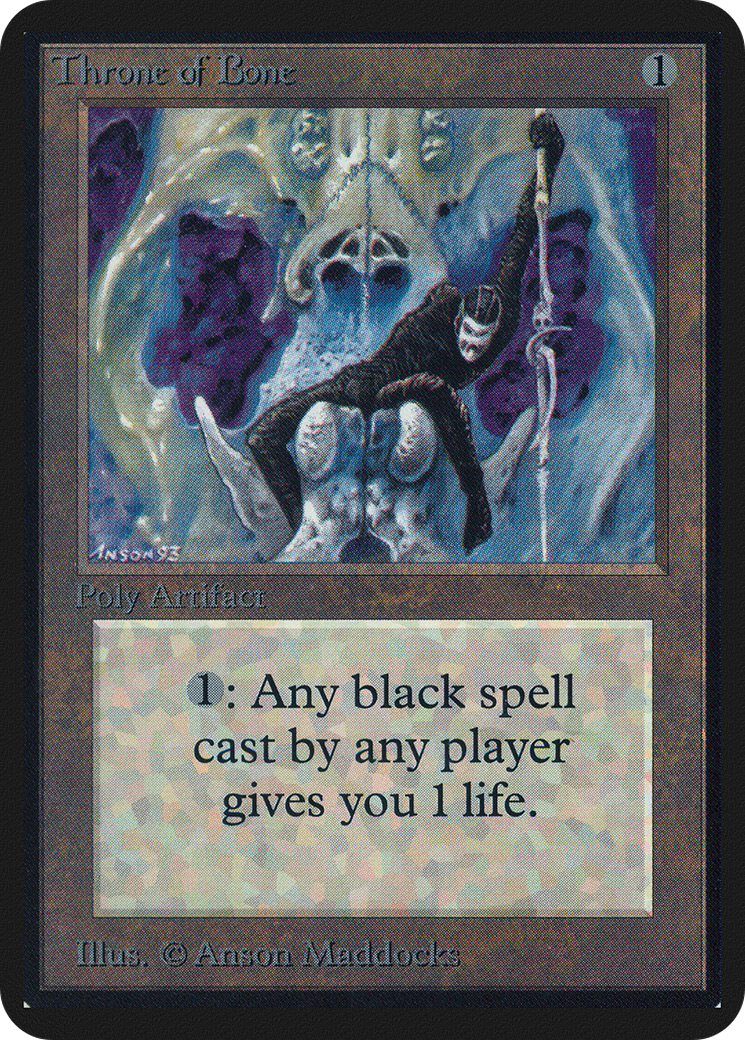 Throne of Bone 1
ANSON93
Poly Artifact
1: Any black spell
cast by any player
gives you 1 life.
Illus. © Anson Maddocks